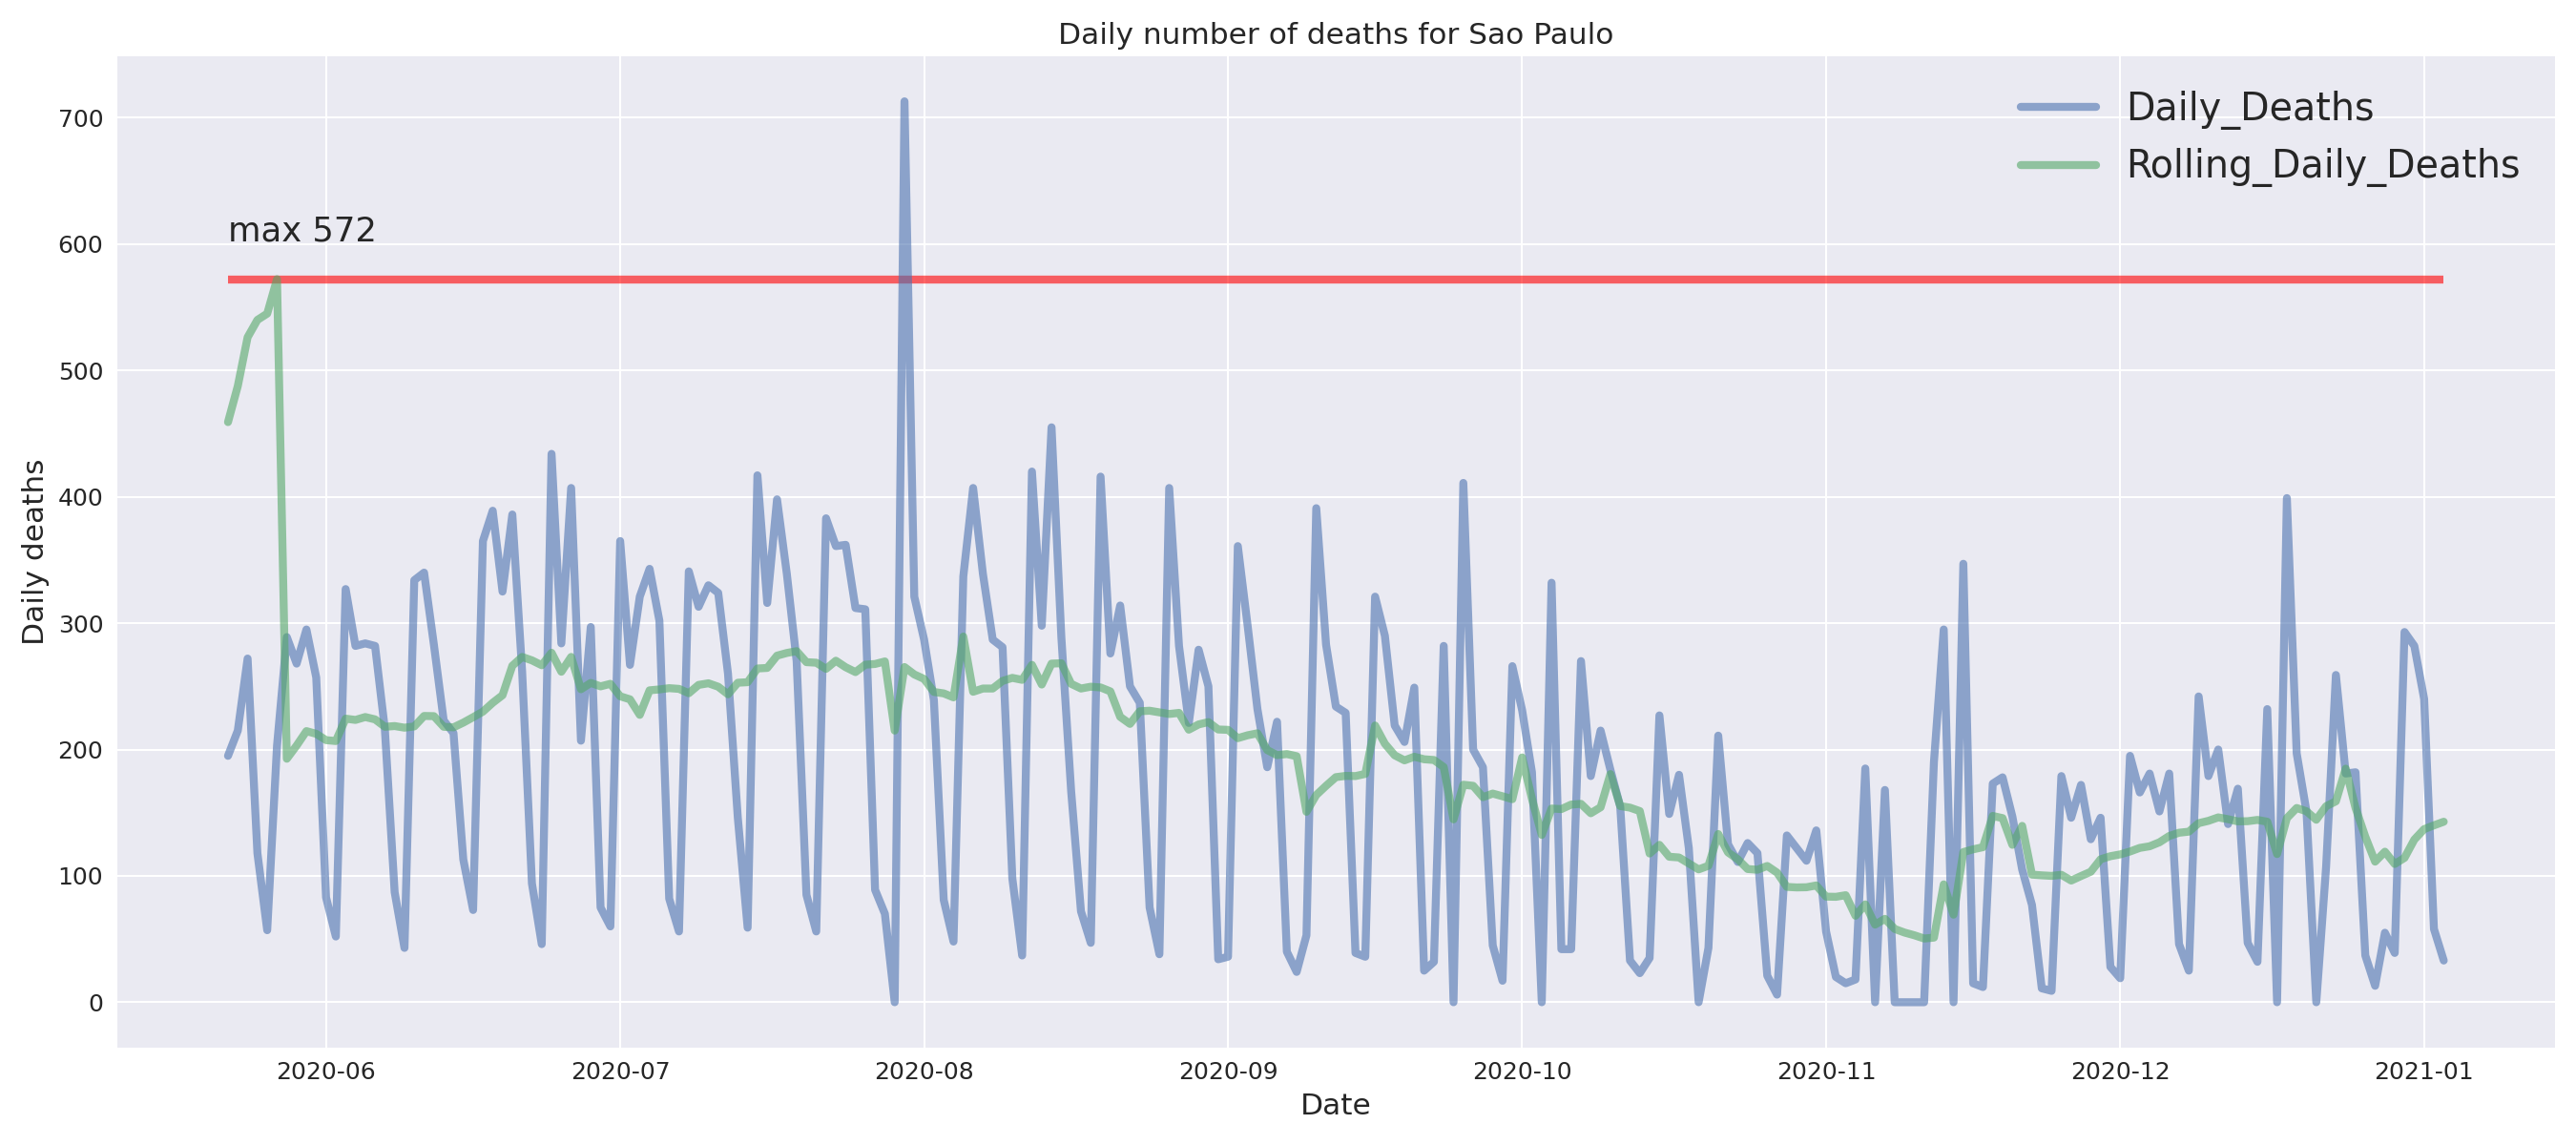 Daily number of deaths for Sao Paulo
Daily_Deaths
Rolling_Daily_Deaths
max 572
700
600
500
400
300
200
100
0
Daily deaths
2020-06 2020-07 2020-08 2020-09 2020-10 2020-11 2020-12 2021-01
Date